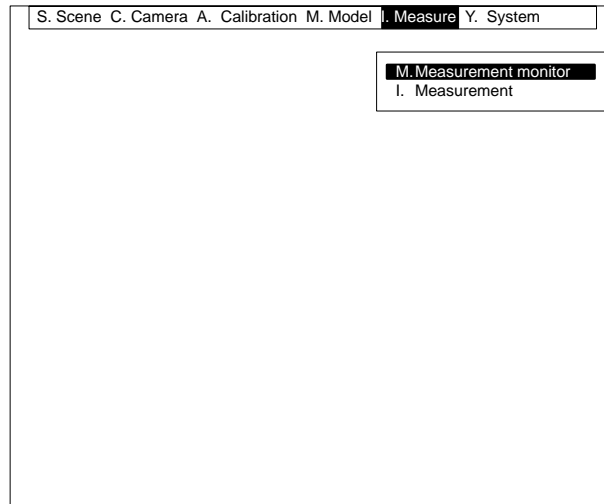 S. Scene C. Camera A. Calibration M. Model I. Measure Y. System
M. Measurement monitor
I. Measurement